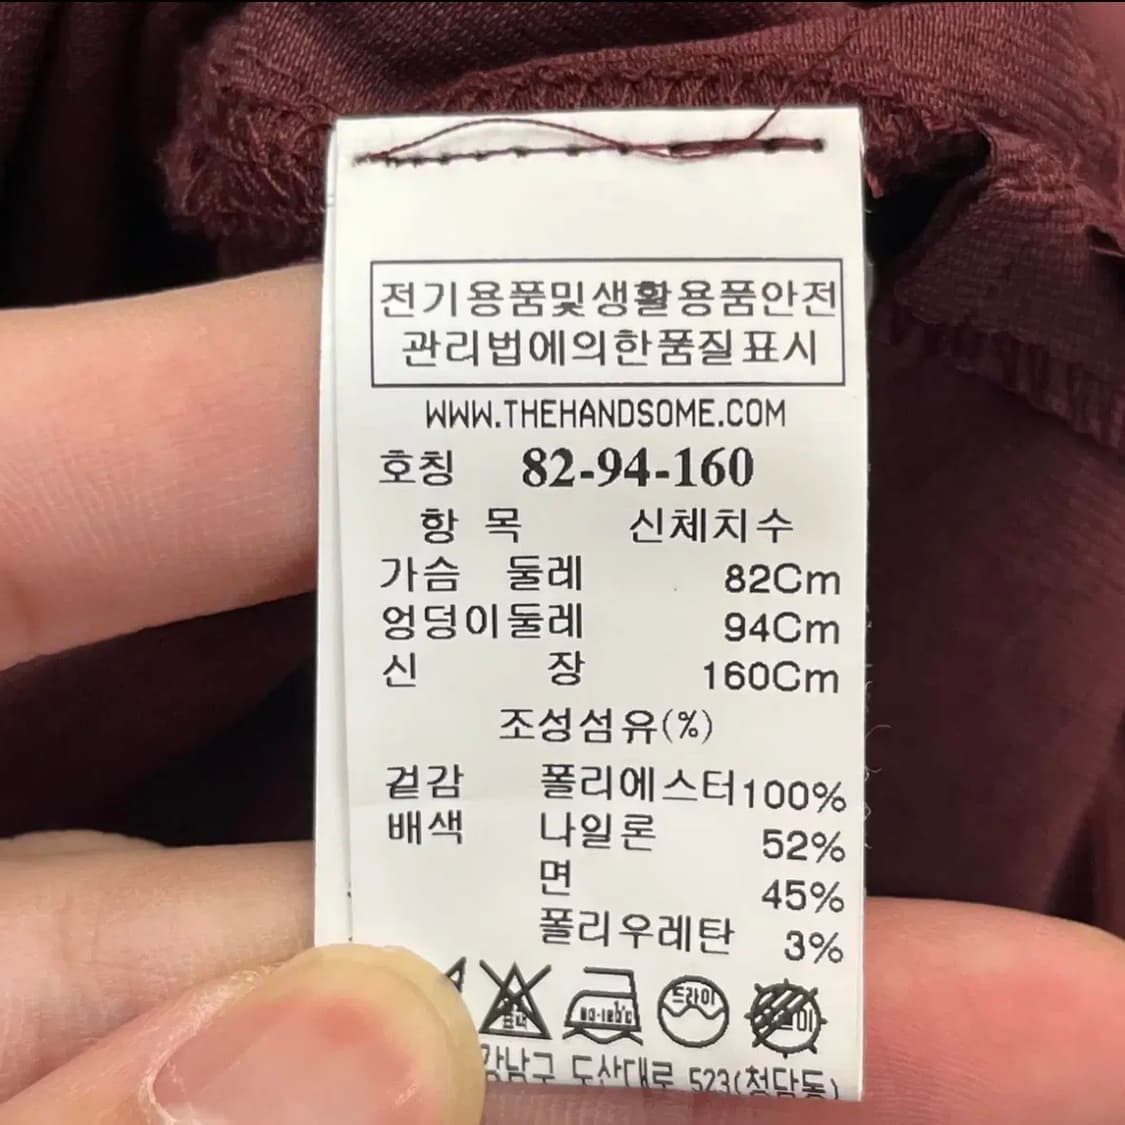 전기용품및생활용품안전
관리법에의한품질표시
WWW.THEHANDSOME.COM
호칭 82-94-160
항 목 신체치수
가슴 둘레 82Cm
엉덩이둘레 94Cm
신 장 160Cm
조성섬유(%)
겉감 폴리에스터 100%
배색 나일론 52%
면 45%
폴리우레탄 3%
드라이
강남구 도산대로 523(청담동)